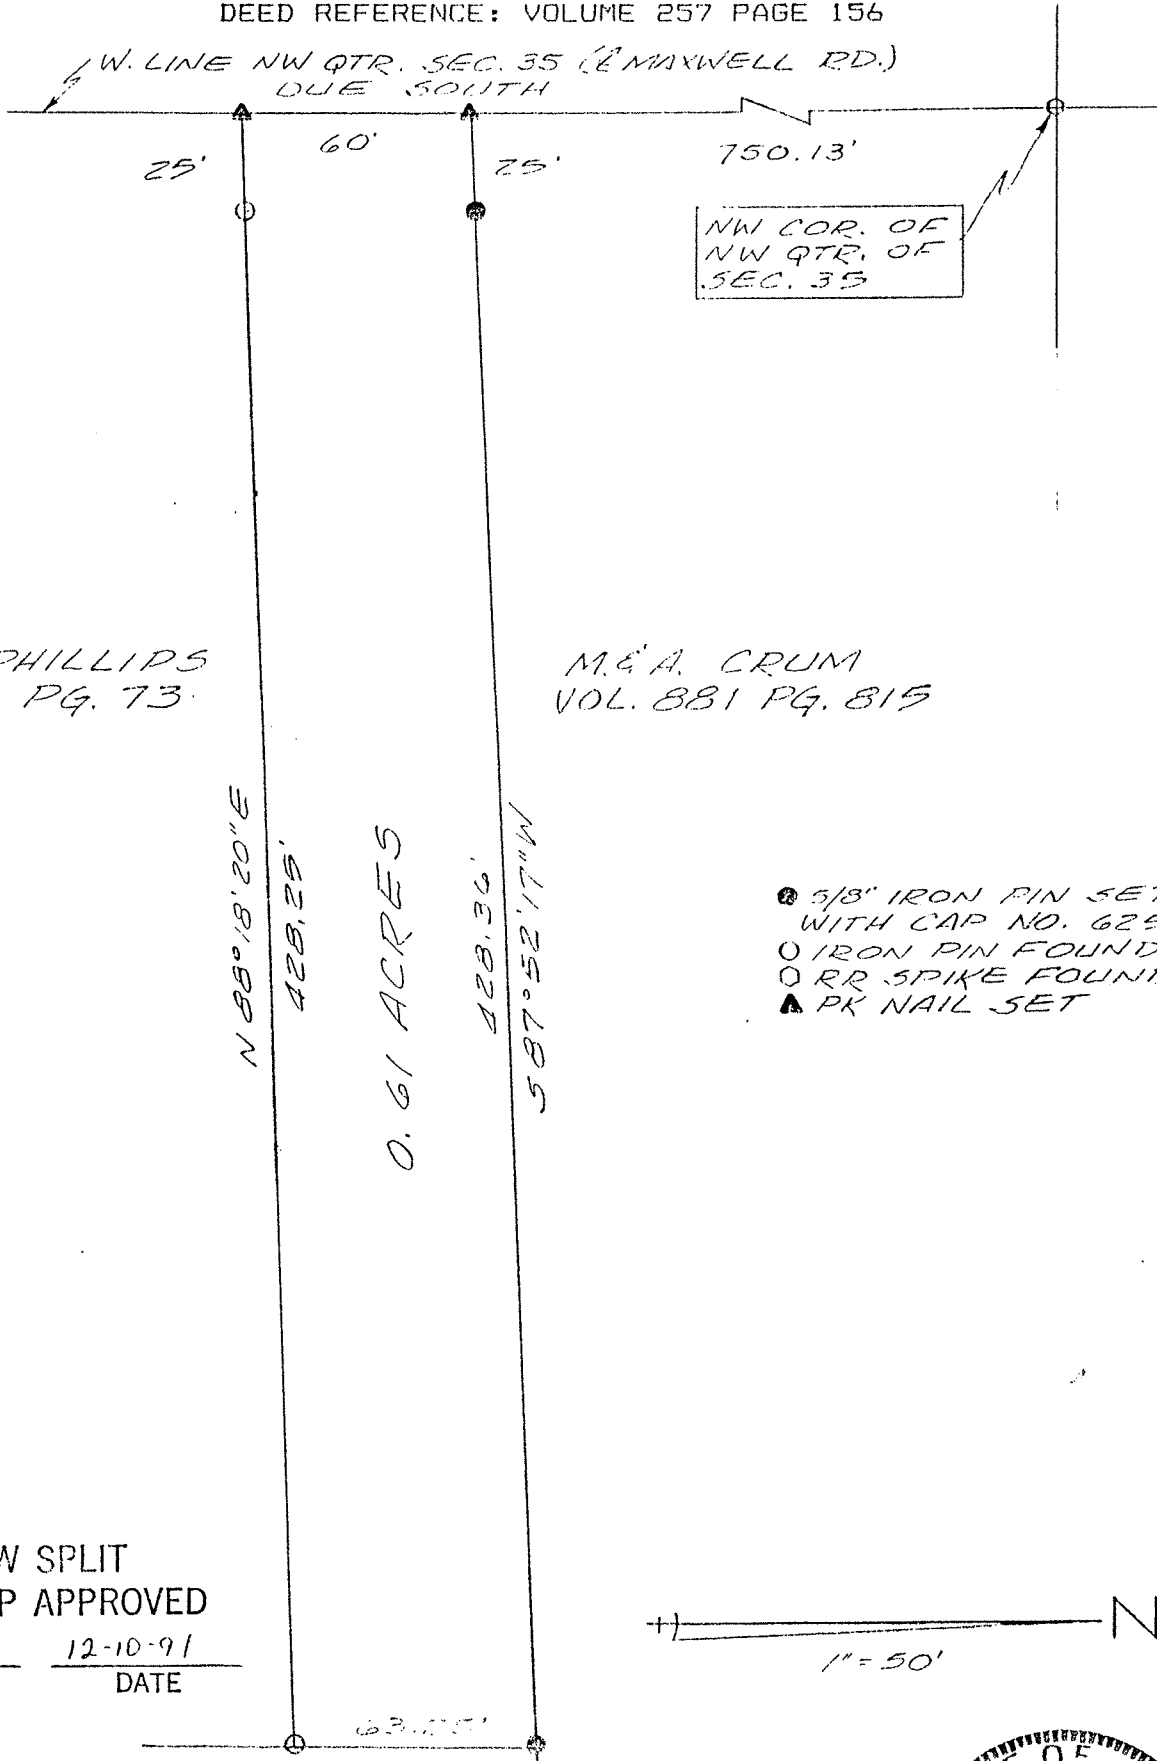 DEED REFERENCE: VOLUME 257 PAGE 156
W. LINE NW QTR. SEC. 35 (℄ MAXWELL RD.)
DUE SOUTH
60'
25'
25'
750.13'
NW COR. OF
NW QTR. OF
SEC. 35
PHILLIPS
PG. 73
M. & A. CRUM
VOL. 881 PG. 815
N 88°18'20"E
428.25'
0.61 ACRES
428.36'
S 87°52'17"W
5/8" IRON PIN SET
WITH CAP NO. 625
IRON PIN FOUND
RR SPIKE FOUND
PK NAIL SET
W SPLIT
P APPROVED
12-10-91
DATE
N
1" = 50'
OF